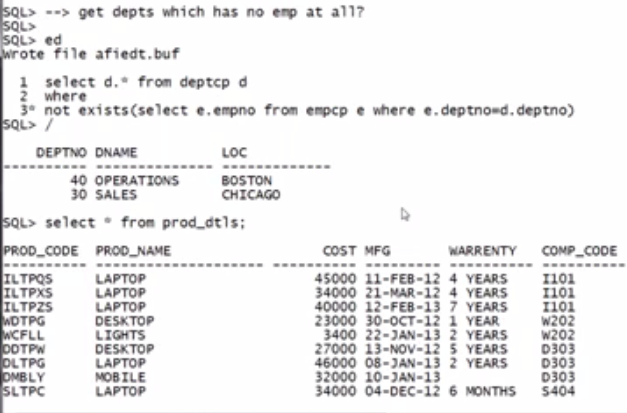 SQL> --> get depts which has no emp at all?
SQL>
SQL> ed
Wrote file afiedt.buf
1 select d.* from deptcp d
2 where
3* not exists(select e.empno from empcp e where e.deptno=d.deptno)
SQL> /
DEPTNO DNAME LOC
---------- -------------- -------------
40 OPERATIONS BOSTON
30 SALES CHICAGO
SQL> select * from prod_dtls;
PROD_CODE PROD_NAME COST MFG WARRENTY COMP_CODE
ILTPQS LAPTOP 45000 11-FEB-12 4 YEARS I101
ILTPXS LAPTOP 34000 21-MAR-12 4 YEARS I101
ILTPZS LAPTOP 40000 12-FEB-13 7 YEARS I101
WDTPG DESKTOP 23000 30-OCT-12 1 YEAR W202
WCFLL LIGHTS 3400 22-JAN-13 2 YEARS W202
DDTPW DESKTOP 27000 13-NOV-12 5 YEARS D303
DLTPG LAPTOP 46000 08-JAN-13 2 YEARS D303
DMBLY MOBILE 32000 10-JAN-13 D303
SLTPC LAPTOP 34000 04-DEC-12 6 MONTHS S404